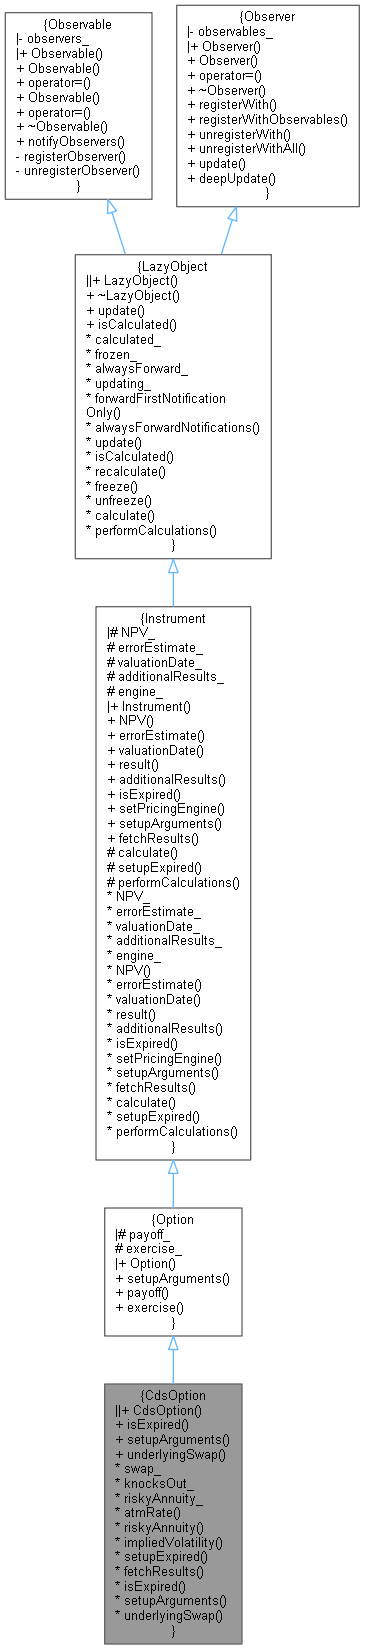 {Observable
|- observers_
|+ Observable()
+ Observable()
+ operator=()
+ Observable()
+ operator=()
+ ~Observable()
+ notifyObservers()
- registerObserver()
- unregisterObserver()
}
{Observer
|- observables_
|+ Observer()
+ Observer()
+ operator=()
+ ~Observer()
+ registerWith()
+ registerWithObservables()
+ unregisterWith()
+ unregisterWithAll()
+ update()
+ deepUpdate()
}
{LazyObject
||+ LazyObject()
+ ~LazyObject()
+ update()
+ isCalculated()
* calculated_
* frozen_
* alwaysForward_
* updating_
* forwardFirstNotification
Only()
* alwaysForwardNotifications()
* update()
* isCalculated()
* recalculate()
* freeze()
* unfreeze()
* calculate()
* performCalculations()
}
{Instrument
|# NPV_
# errorEstimate_
# valuationDate_
# additionalResults_
# engine_
|+ Instrument()
+ NPV()
+ errorEstimate()
+ valuationDate()
+ result()
+ additionalResults()
+ isExpired()
+ setPricingEngine()
+ setupArguments()
+ fetchResults()
# calculate()
# setupExpired()
# performCalculations()
* NPV_
* errorEstimate_
* valuationDate_
* additionalResults_
* engine_
* NPV()
* errorEstimate()
* valuationDate()
* result()
* additionalResults()
* isExpired()
* setPricingEngine()
* setupArguments()
* fetchResults()
* calculate()
* setupExpired()
* performCalculations()
}
{Option
|# payoff_
# exercise_
|+ Option()
+ setupArguments()
+ payoff()
+ exercise()
}
{CdsOption
||+ CdsOption()
+ isExpired()
+ setupArguments()
+ underlyingSwap()
* swap_
* knocksOut_
* riskyAnnuity_
* atmRate()
* riskyAnnuity()
* impliedVolatility()
* setupExpired()
* fetchResults()
* isExpired()
* setupArguments()
* underlyingSwap()
}